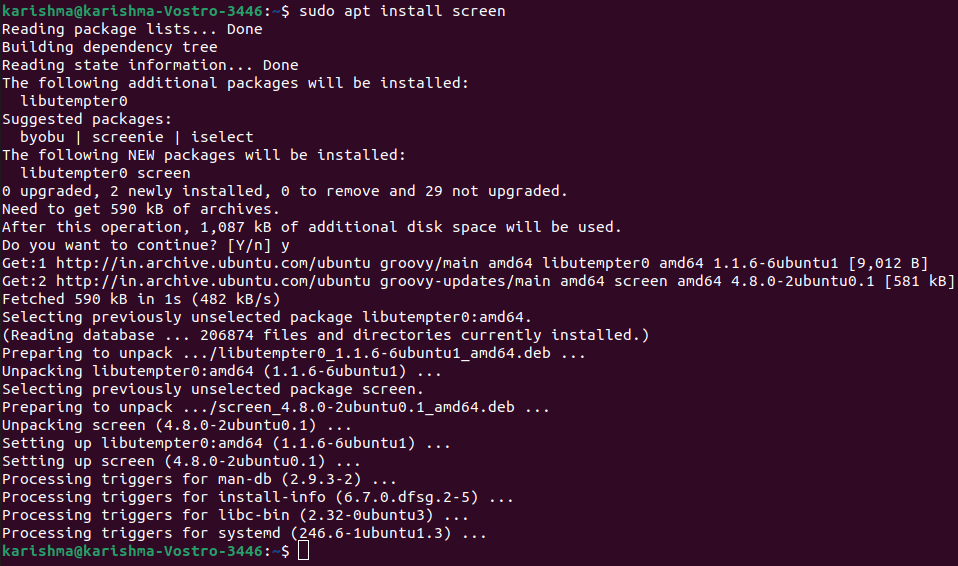 karishma@karishma-Vostro-3446:~$ sudo apt install screen
Reading package lists... Done
Building dependency tree
Reading state information... Done
The following additional packages will be installed:
  libutempter0
Suggested packages:
  byobu | screenie | iselect
The following NEW packages will be installed:
  libutempter0 screen
0 upgraded, 2 newly installed, 0 to remove and 29 not upgraded.
Need to get 590 kB of archives.
After this operation, 1,087 kB of additional disk space will be used.
Do you want to continue? [Y/n] y
Get:1 http://in.archive.ubuntu.com/ubuntu groovy/main amd64 libutempter0 amd64 1.1.6-6ubuntu1 [9,012 B]
Get:2 http://in.archive.ubuntu.com/ubuntu groovy-updates/main amd64 screen amd64 4.8.0-2ubuntu0.1 [581 kB]
Fetched 590 kB in 1s (482 kB/s)
Selecting previously unselected package libutempter0:amd64.
(Reading database ... 206874 files and directories currently installed.)
Preparing to unpack .../libutempter0_1.1.6-6ubuntu1_amd64.deb ...
Unpacking libutempter0:amd64 (1.1.6-6ubuntu1) ...
Selecting previously unselected package screen.
Preparing to unpack .../screen_4.8.0-2ubuntu0.1_amd64.deb ...
Unpacking screen (4.8.0-2ubuntu0.1) ...
Setting up libutempter0:amd64 (1.1.6-6ubuntu1) ...
Setting up screen (4.8.0-2ubuntu0.1) ...
Processing triggers for man-db (2.9.3-2) ...
Processing triggers for install-info (6.7.0.dfsg.2-5) ...
Processing triggers for libc-bin (2.32-0ubuntu3) ...
Processing triggers for systemd (246.6-1ubuntu1.3) ...
karishma@karishma-Vostro-3446:~$